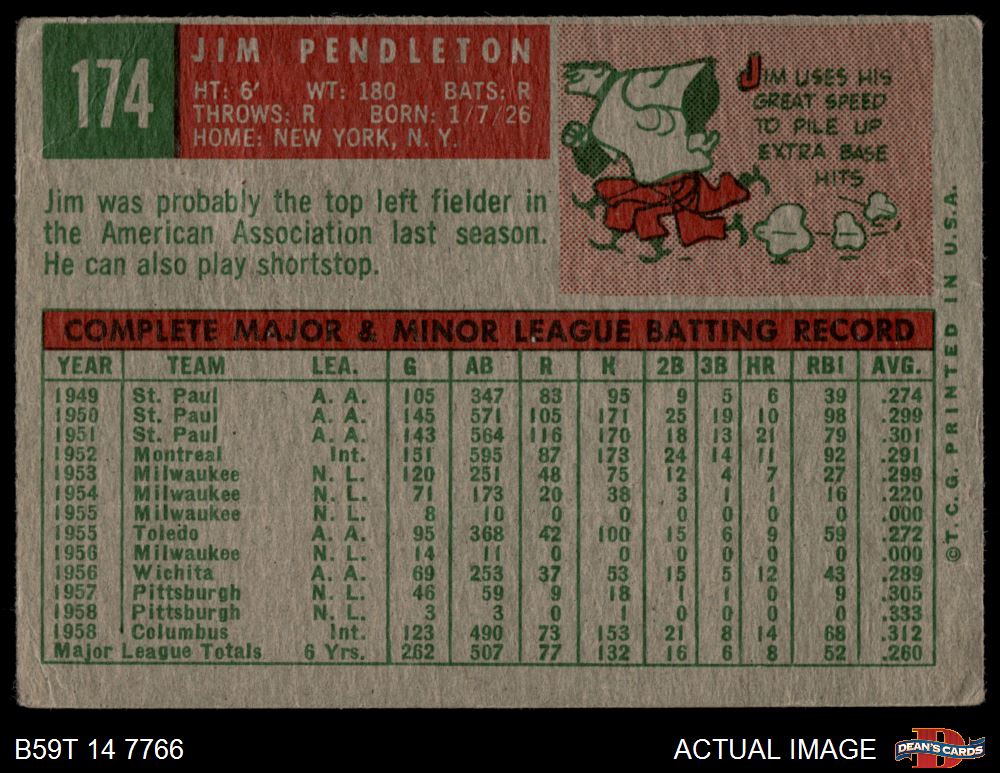 174
JIM PENDLETON
HT: 6' WT: 180 BATS: R
THROWS: R BORN: 1/7/26
HOME: NEW YORK, N. Y.
JIM USES HIS
GREAT SPEED
TO PILE UP
EXTRA BASE
HITS
Jim was probably the top left fielder in
the American Association last season.
He can also play shortstop.
COMPLETE MAJOR & MINOR LEAGUE BATTING RECORD
YEAR TEAM LEA. G AB R H 2B 3B HR RBI AVG.
1949 St. Paul A. A. 105 347 83 95 9 5 6 39 .274
1950 St. Paul A. A. 145 571 105 171 25 19 10 98 .299
1951 St. Paul A. A. 143 564 116 170 18 13 21 79 .301
1952 Montreal Int. 151 595 87 173 24 14 11 92 .291
1953 Milwaukee N. L. 120 251 48 75 12 4 7 27 .299
1954 Milwaukee N. L. 71 173 20 38 3 1 1 16 .220
1955 Milwaukee N. L. 8 10 0 0 0 0 0 0 .000
1955 Toledo A. A. 95 368 42 100 15 6 9 59 .272
1956 Milwaukee N. L. 14 11 0 0 0 0 0 0 .000
1956 Wichita A. A. 69 253 37 53 15 5 12 43 .289
1957 Pittsburgh N. L. 46 59 9 18 1 1 0 9 .305
1958 Pittsburgh N. L. 3 3 0 1 0 0 0 0 .333
1958 Columbus Int. 123 490 73 153 21 8 14 68 .312
Major League Totals 6 Yrs. 262 507 77 132 16 6 8 52 .260
©T.C.G. PRINTED IN U.S.A.
B59T 14 7766
ACTUAL IMAGE
D
DEAN'S CARDS